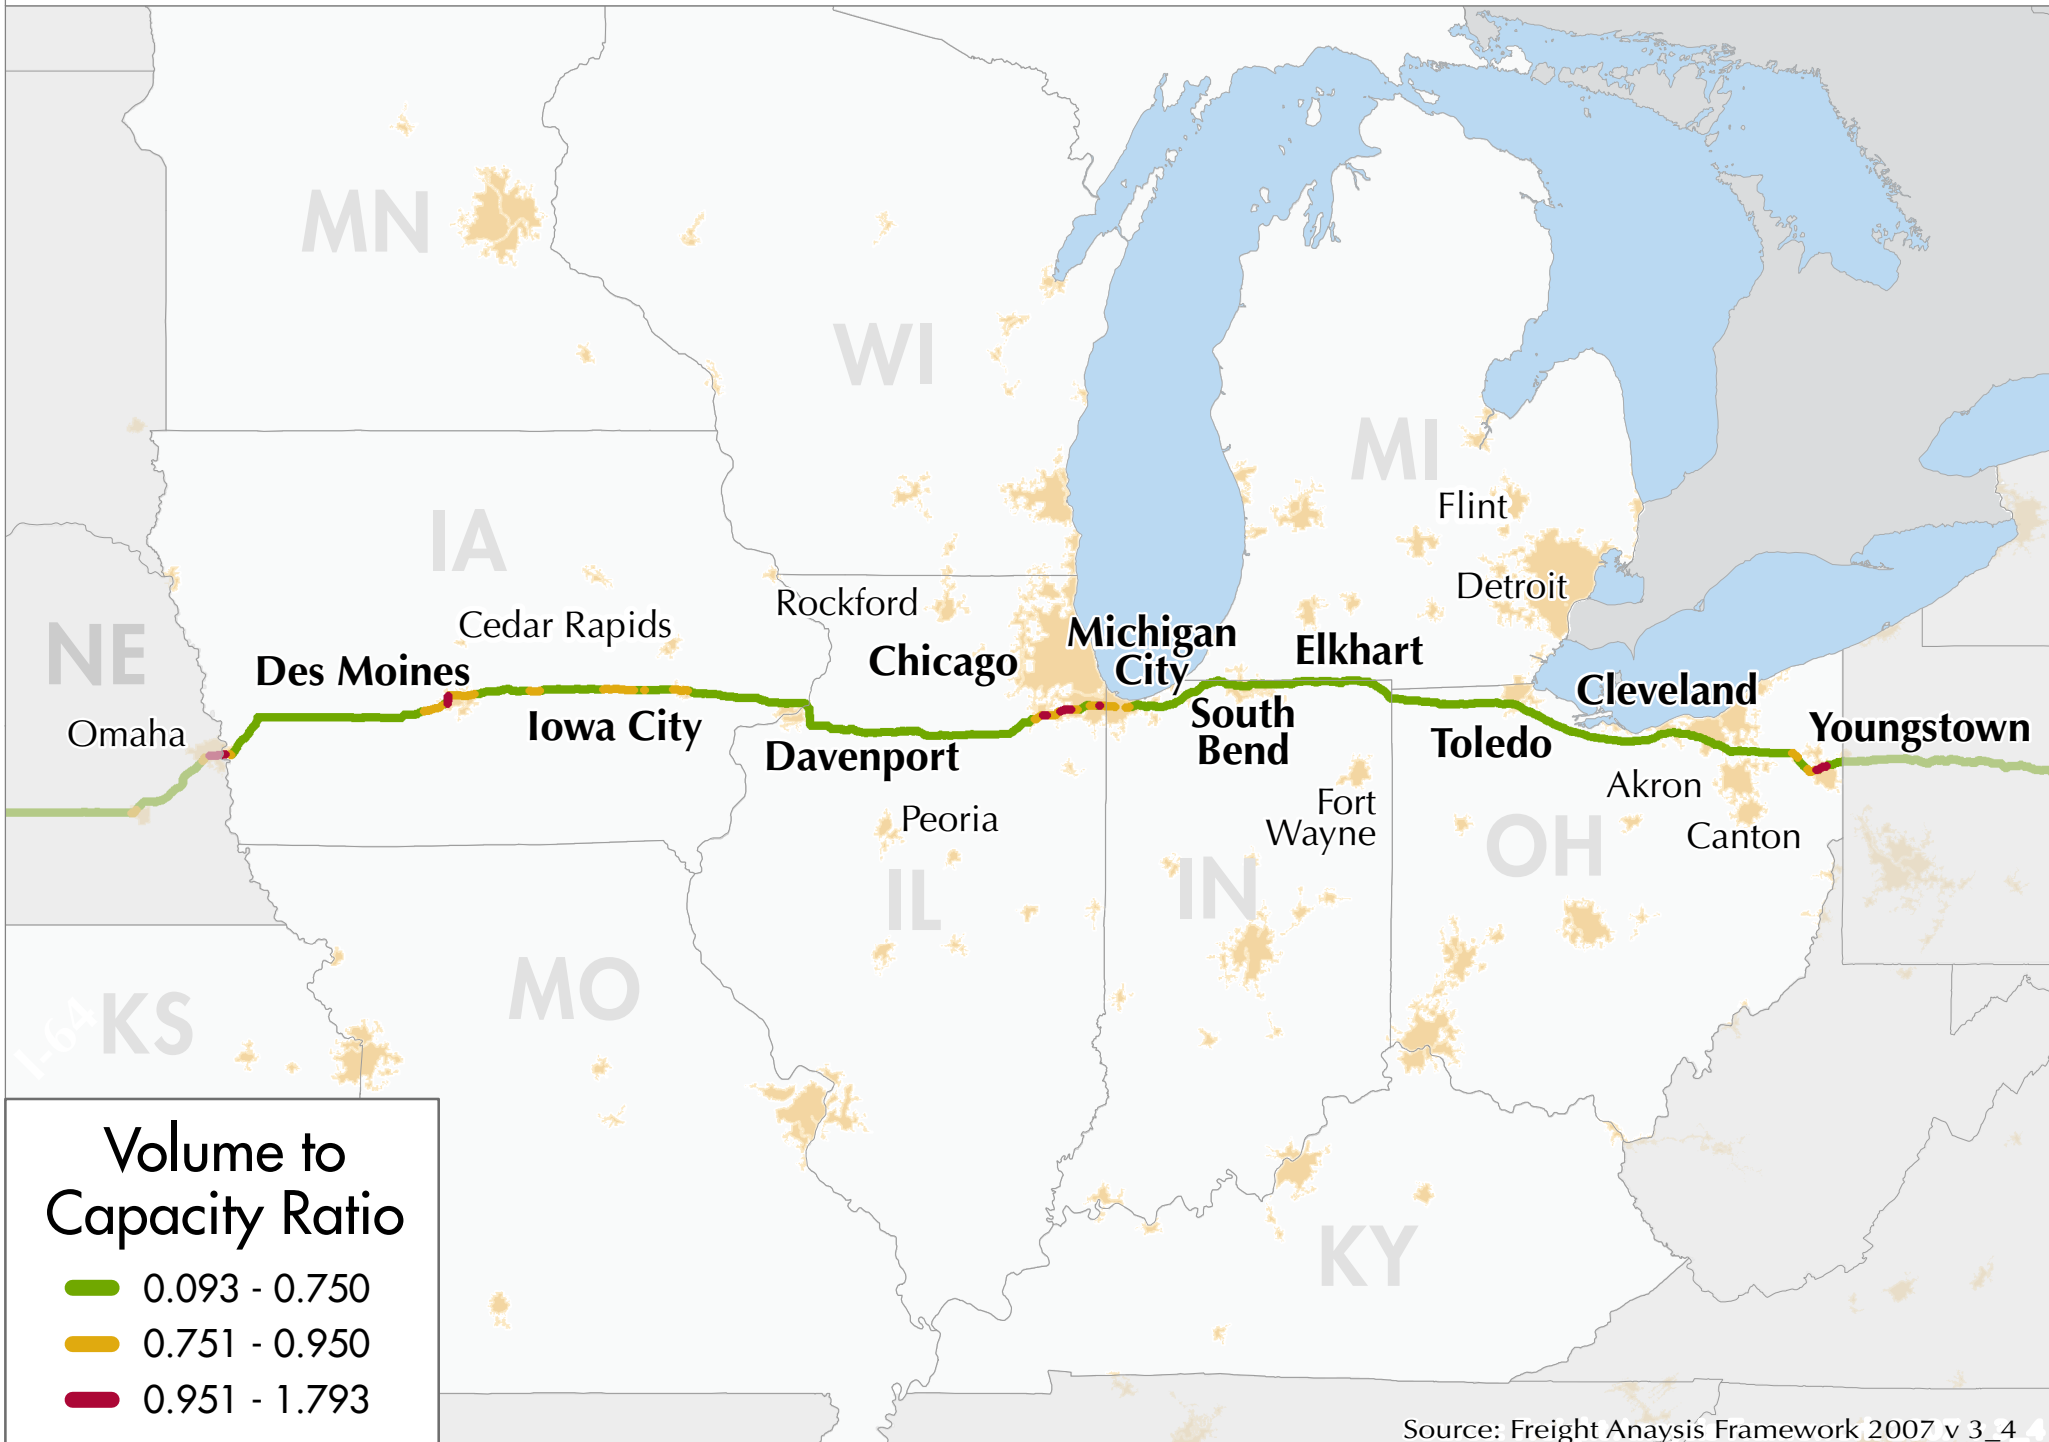 MN
WI
MI
Flint
IA
Detroit
Rockford
Cedar Rapids
Michigan
City
NE
Des Moines
Chicago
Elkhart
Cleveland
Omaha
Iowa City
South
Bend
Youngstown
Davenport
Toledo
Akron
Peoria
Fort
Wayne
Canton
OH
IL
IN
MO
I-64
KS
KY
Volume to
Capacity Ratio
0.093 - 0.750
0.751 - 0.950
0.951 - 1.793
Source: Freight Anaysis Framework 2007 v 3_4